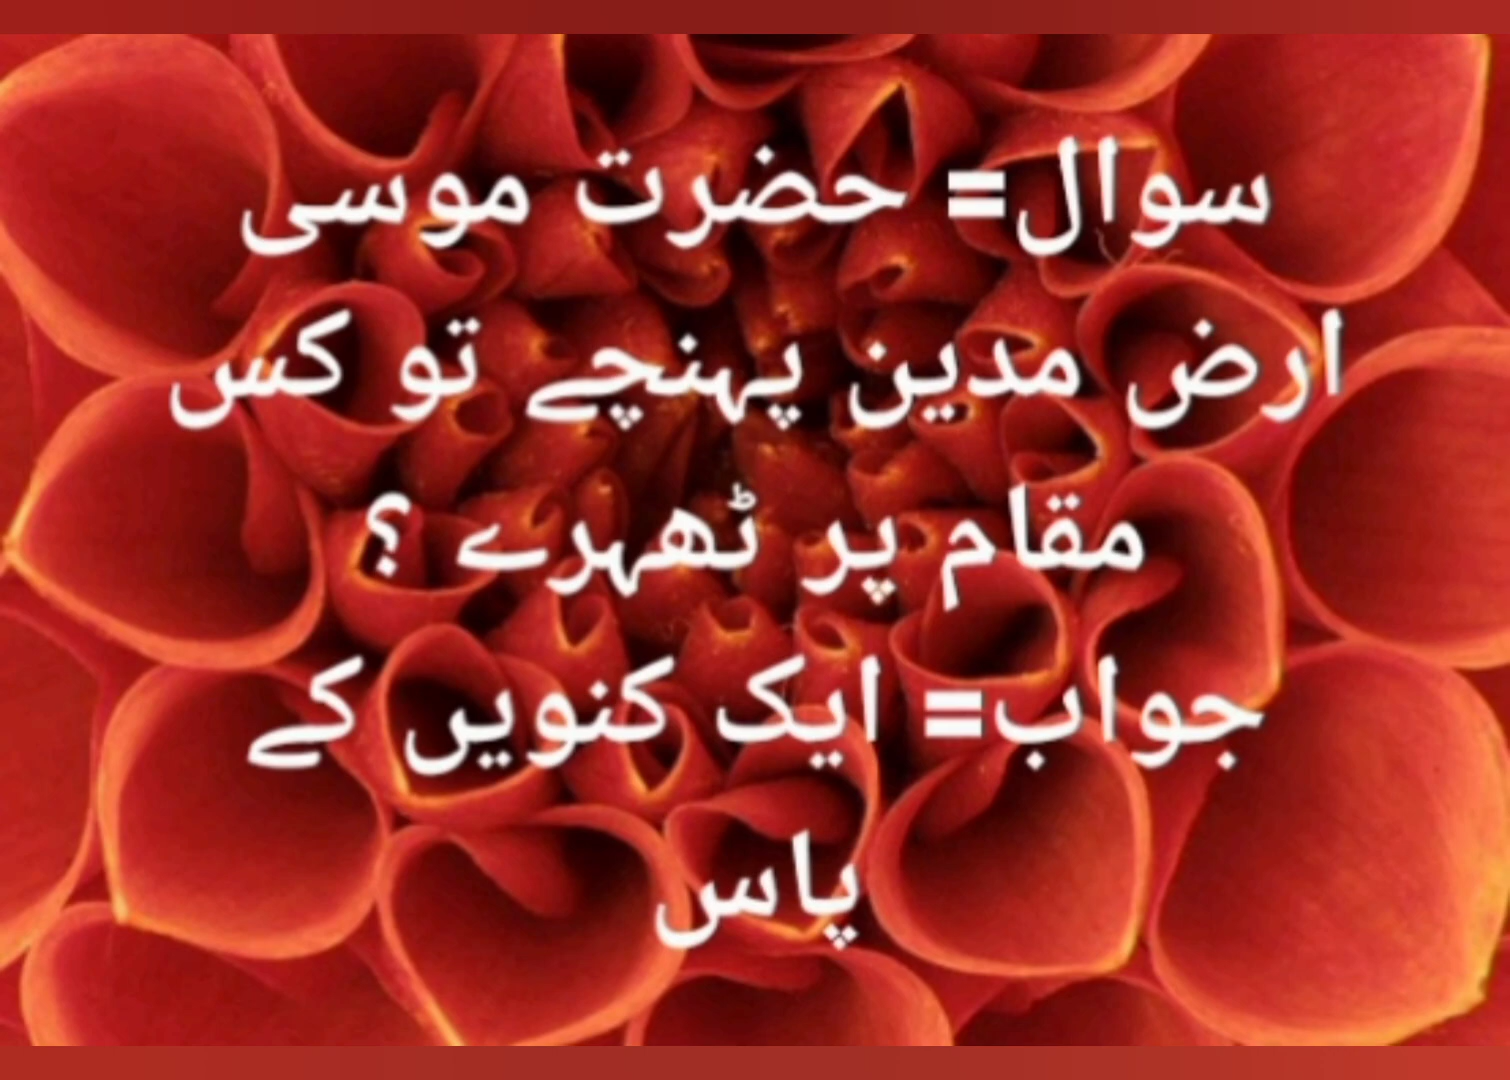 سوال= حضرت موسی
ارض مدین پہنچے تو کس
مقام پر ٹھہرے ؟
جواب= ایک کنویں کے
پاس